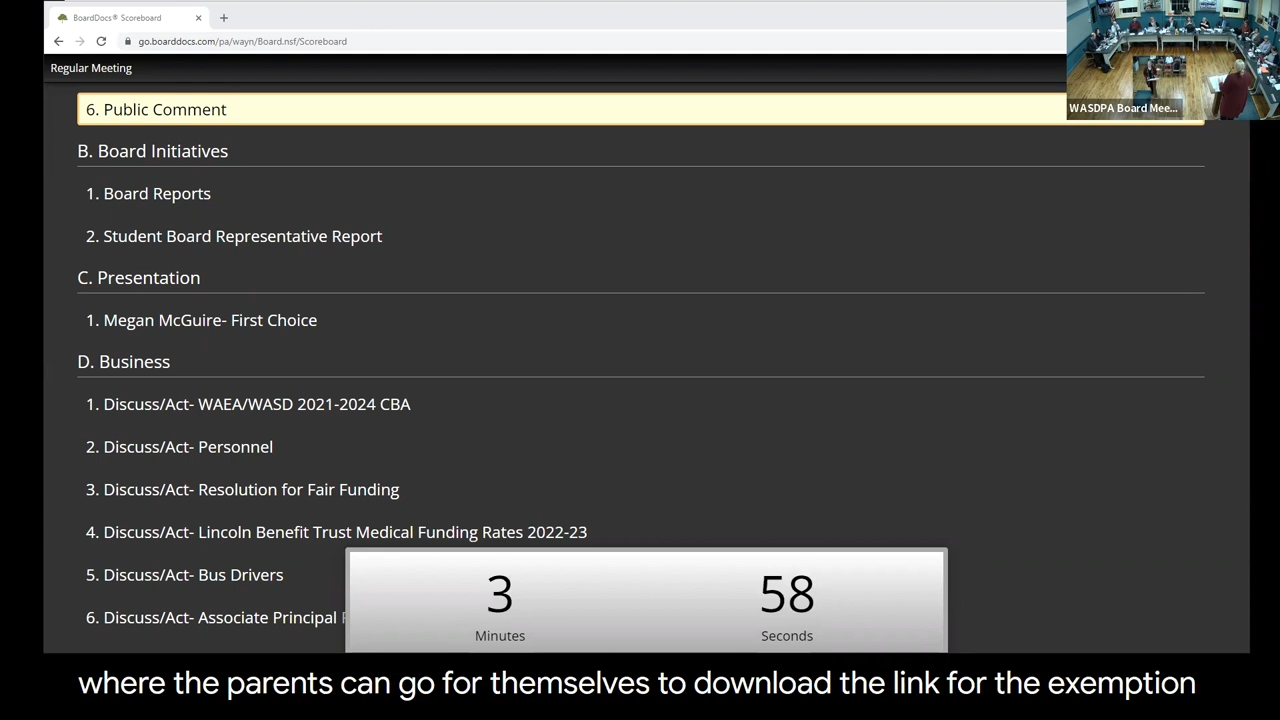 BoardDocs® Scoreboard
go.boarddocs.com/pa/wayn/Board.nsf/Scoreboard
Regular Meeting
WASDPA Board Mee...
6. Public Comment
B. Board Initiatives
1. Board Reports
2. Student Board Representative Report
C. Presentation
1. Megan McGuire- First Choice
D. Business
1. Discuss/Act- WAEA/WASD 2021-2024 CBA
2. Discuss/Act- Personnel
3. Discuss/Act- Resolution for Fair Funding
4. Discuss/Act- Lincoln Benefit Trust Medical Funding Rates 2022-23
5. Discuss/Act- Bus Drivers
6. Discuss/Act- Associate Principal
3 58
Minutes Seconds
where the parents can go for themselves to download the link for the exemption